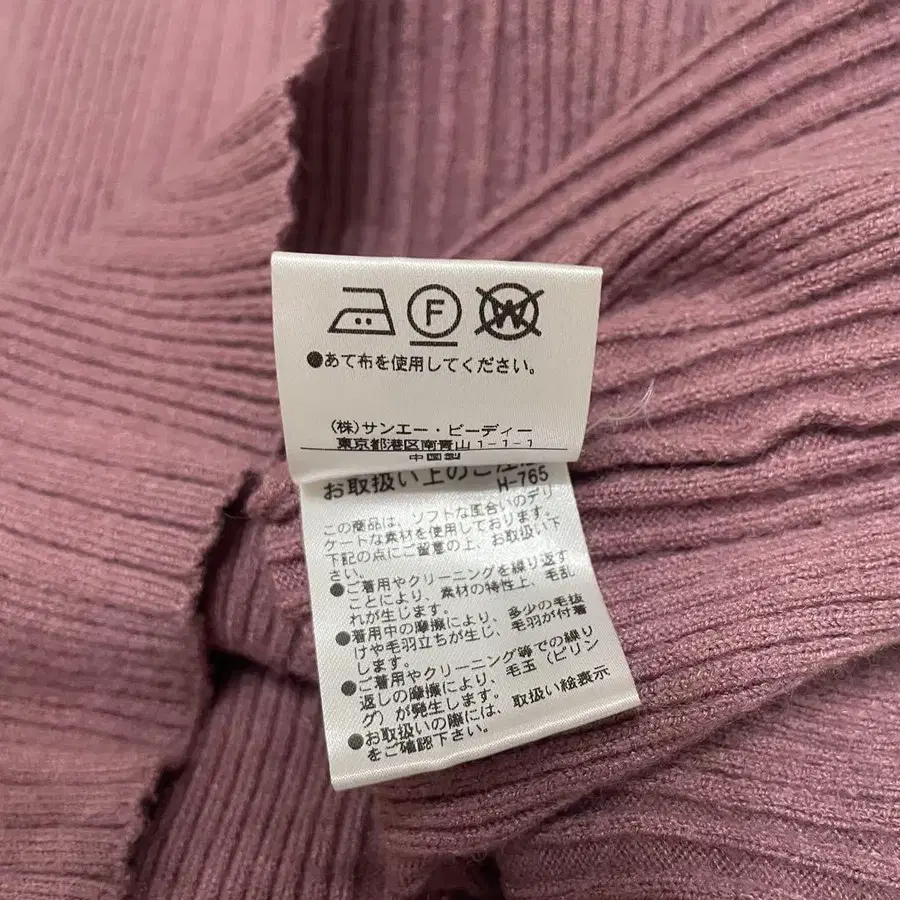 F
W
●あて布を使用してください。
(株)サンエー・ビーディー
東京都港区南青山1-1-1
中国製
お取扱い上のご注意
H-765
この商品は、ソフトな風合いのデリ
ケートな素材を使用しております。
下記の点にご留意の上、お取扱い下
さい。
●ご着用やクリーニングを繰り返す
ことにより、素材の特性上、毛乱
れが生じます。
●着用中の摩擦により、多少の毛抜
けや毛羽立ちが生じ、毛羽が付着
します。
●ご着用やクリーニング等での繰り
返しの摩擦により、毛玉(ピリン
グ)が発生します。
●お取扱いの際には、取扱い絵表示
をご確認下さい。